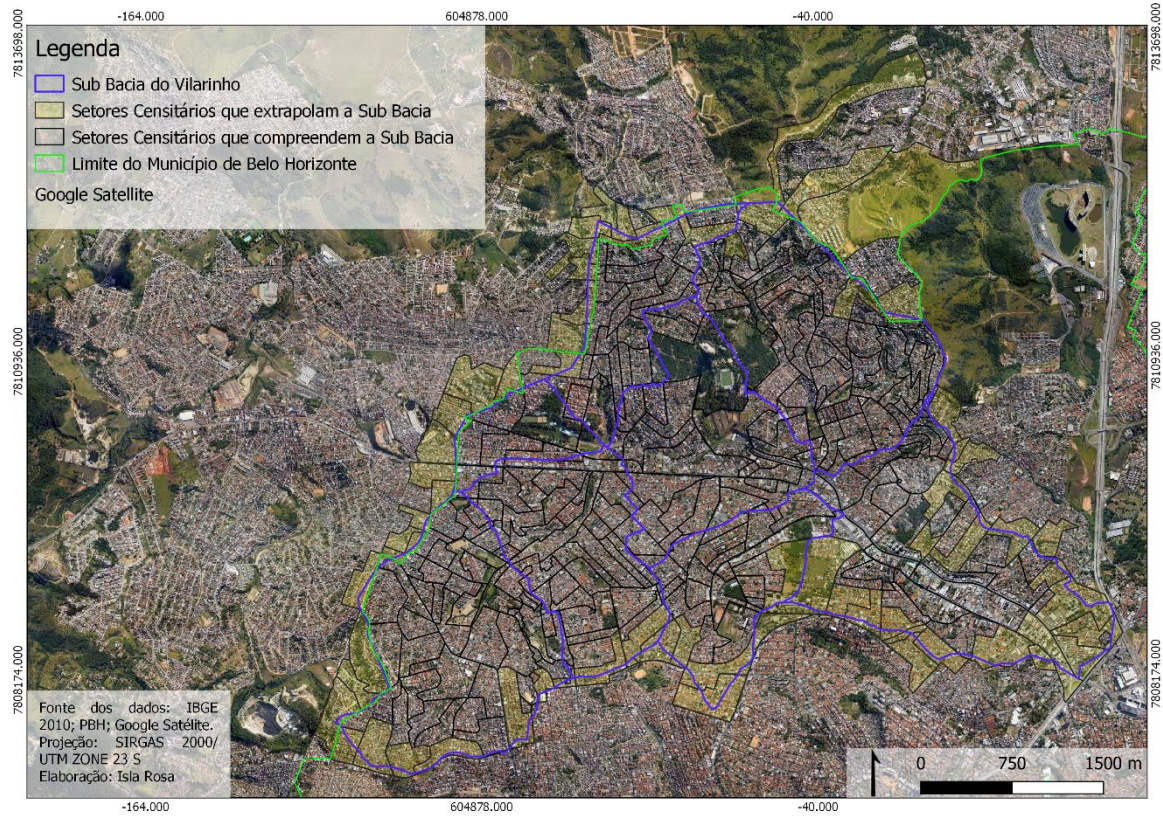 -164.000
604878.000
-40.000
7813698.000
7813698.000
Legenda
Sub Bacia do Vilarinho
Setores Censitários que extrapolam a Sub Bacia
Setores Censitários que compreendem a Sub Bacia
Limite do Município de Belo Horizonte
Google Satellite
7810936.000
7810936.000
7808174.000
7808174.000
Fonte dos dados: IBGE
2010; PBH; Google Satélite.
Projeção: SIRGAS 2000/
UTM ZONE 23 S
Elaboração: Isla Rosa
0 750 1500 m
-164.000
604878.000
-40.000